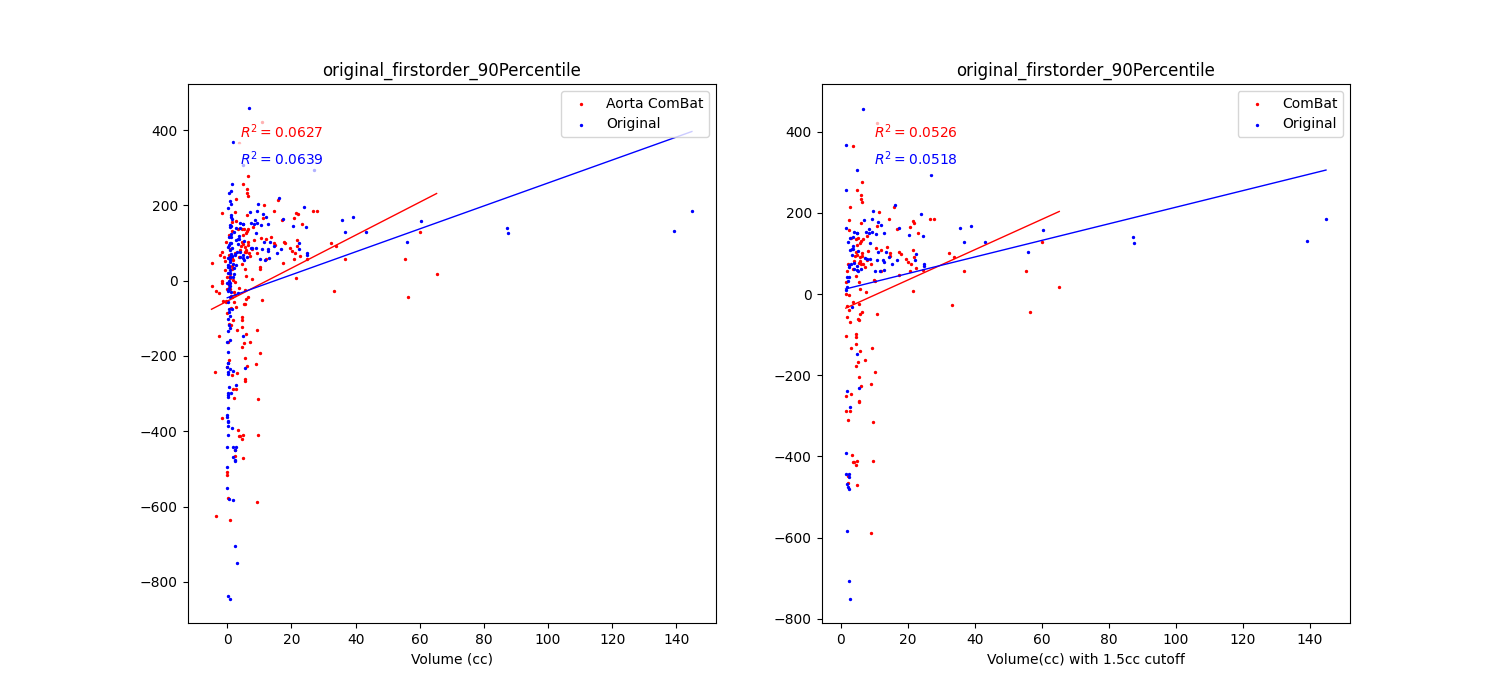 original_firstorder_90Percentile
Aorta ComBat
Original
R² = 0.0627
R² = 0.0639
400
200
0
−200
−400
−600
−800
0 20 40 60 80 100 120 140
Volume (cc)
original_firstorder_90Percentile
ComBat
Original
R² = 0.0526
R² = 0.0518
400
200
0
−200
−400
−600
−800
0 20 40 60 80 100 120 140
Volume(cc) with 1.5cc cutoff